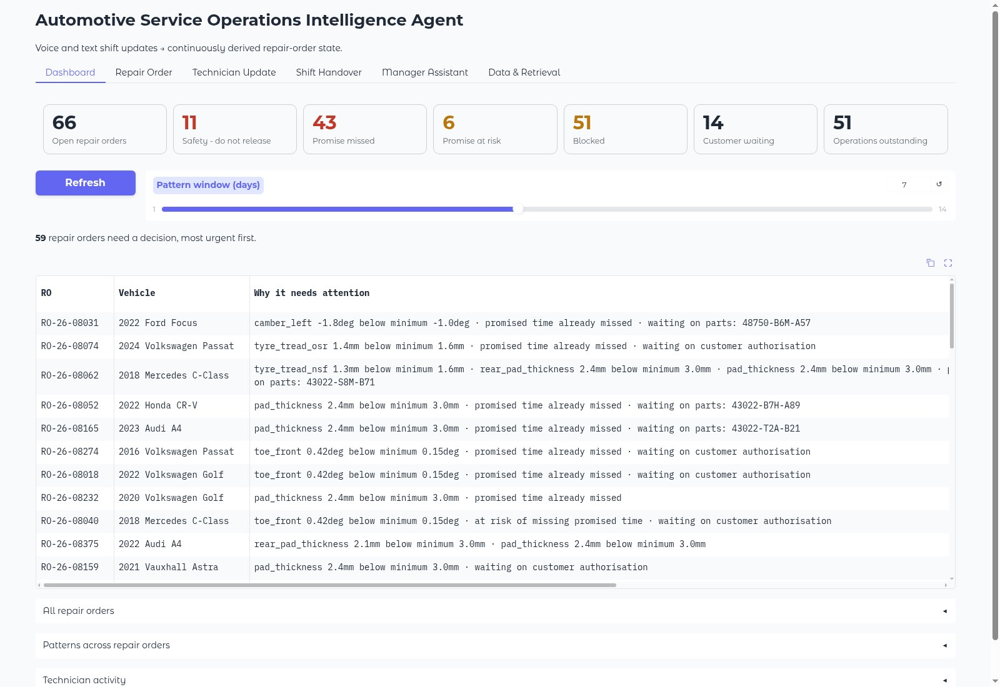 Automotive Service Operations Intelligence Agent
Voice and text shift updates → continuously derived repair-order state.
Dashboard Repair Order Technician Update Shift Handover Manager Assistant Data & Retrieval
66 11 43 6 51 14 51
Open repair orders Safety - do not release Promise missed Promise at risk Blocked Customer waiting Operations outstanding
Refresh
Pattern window (days) 7 ↺
1 14
59 repair orders need a decision, most urgent first.
RO Vehicle Why it needs attention
RO-26-08031 2022 Ford Focus camber_left -1.8deg below minimum -1.0deg · promised time already missed · waiting on parts: 48750-B6M-A57
RO-26-08074 2024 Volkswagen Passat tyre_tread_osr 1.4mm below minimum 1.6mm · promised time already missed · waiting on customer authorisation
RO-26-08062 2018 Mercedes C-Class tyre_tread_nsf 1.3mm below minimum 1.6mm · rear_pad_thickness 2.4mm below minimum 3.0mm · pad_thickness 2.4mm below minimum 3.0mm ·
on parts: 43022-S8M-B71
RO-26-08052 2022 Honda CR-V pad_thickness 2.4mm below minimum 3.0mm · promised time already missed · waiting on parts: 43022-B7H-A89
RO-26-08165 2023 Audi A4 pad_thickness 2.4mm below minimum 3.0mm · promised time already missed · waiting on parts: 43022-T2A-B21
RO-26-08274 2016 Volkswagen Passat toe_front 0.42deg below minimum 0.15deg · promised time already missed · waiting on customer authorisation
RO-26-08018 2022 Volkswagen Golf toe_front 0.42deg below minimum 0.15deg · promised time already missed · waiting on customer authorisation
RO-26-08232 2020 Volkswagen Golf pad_thickness 2.4mm below minimum 3.0mm · promised time already missed
RO-26-08040 2018 Mercedes C-Class toe_front 0.42deg below minimum 0.15deg · at risk of missing promised time · waiting on customer authorisation
RO-26-08375 2022 Audi A4 rear_pad_thickness 2.1mm below minimum 3.0mm · pad_thickness 2.4mm below minimum 3.0mm
RO-26-08159 2021 Vauxhall Astra pad_thickness 2.4mm below minimum 3.0mm · waiting on customer authorisation
All repair orders
Patterns across repair orders
Technician activity